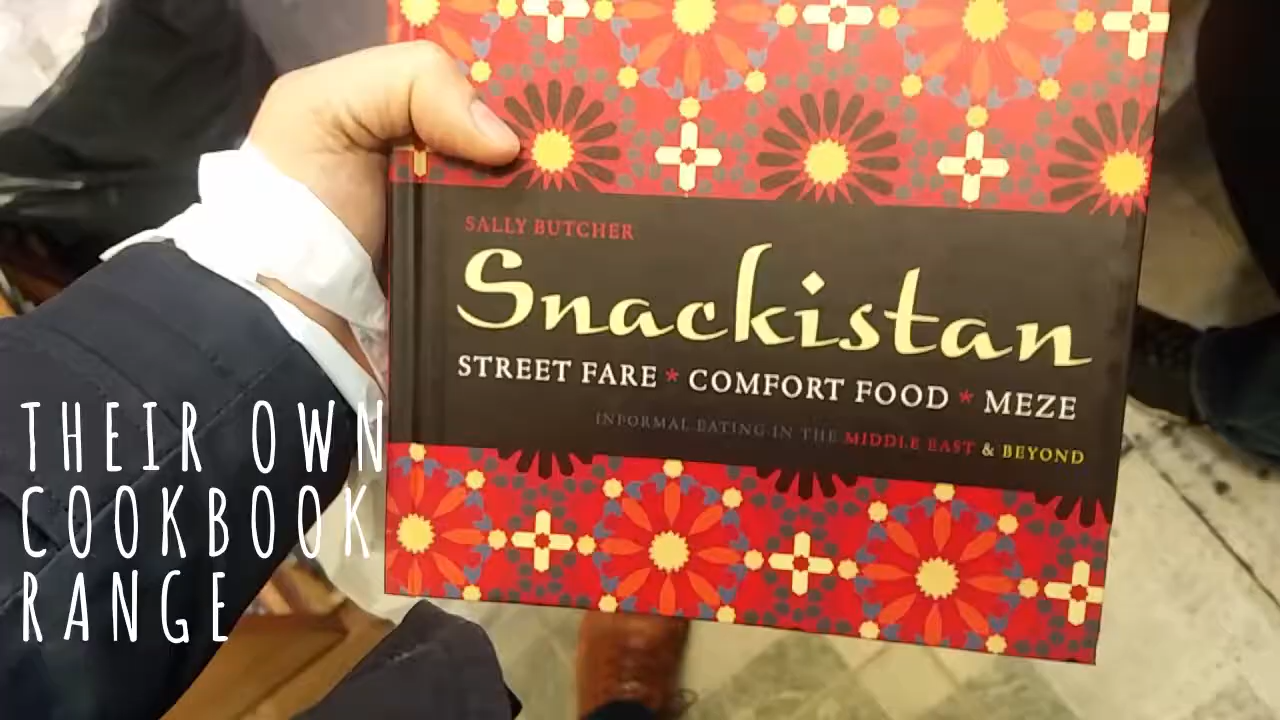 SALLY BUTCHER
Snackistan
STREET FARE * COMFORT FOOD * MEZE
INFORMAL EATING IN THE MIDDLE EAST & BEYOND
THEIR OWN
COOKBOOK
RANGE